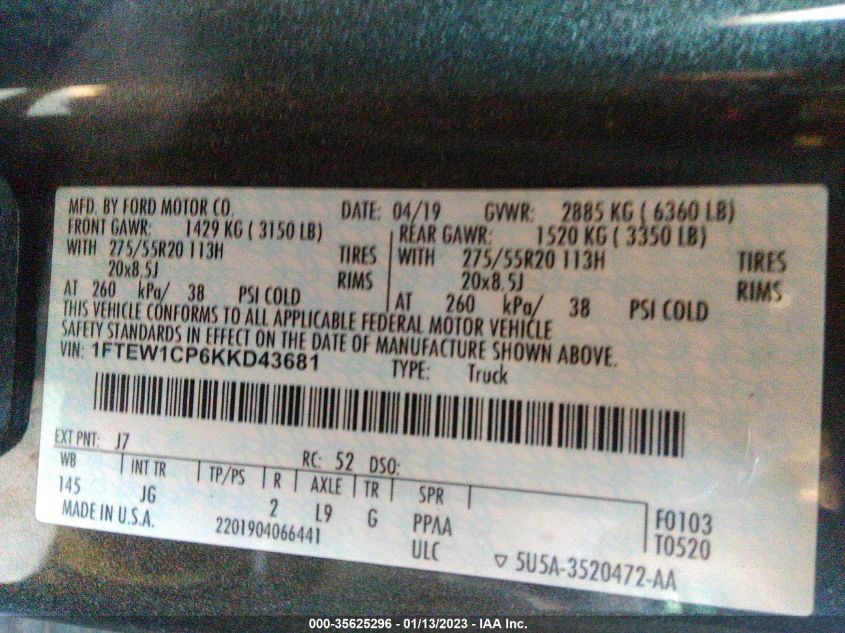 MFD. BY FORD MOTOR CO. DATE: 04/19 GVWR: 2885 KG ( 6360 LB)
FRONT GAWR: 1429 KG ( 3150 LB) REAR GAWR: 1520 KG ( 3350 LB)
WITH 275/55R20 113H TIRES WITH 275/55R20 113H TIRES
20x8.5J RIMS 20x8.5J RIMS
AT 260 kPa/ 38 PSI COLD AT 260 kPa/ 38 PSI COLD
THIS VEHICLE CONFORMS TO ALL APPLICABLE FEDERAL MOTOR VEHICLE
SAFETY STANDARDS IN EFFECT ON THE DATE OF MANUFACTURE SHOWN ABOVE.
VIN: 1FTEW1CP6KKD43681 TYPE: Truck
EXT PNT: J7 RC: 52 DSO:
WB INT TR TP/PS R AXLE TR SPR
145 JG 2 L9 G PPAA F0103
MADE IN U.S.A. 2201904066441 ULC T0520
▽ 5U5A-3520472-AA
000-35625296 - 01/13/2023 - IAA Inc.